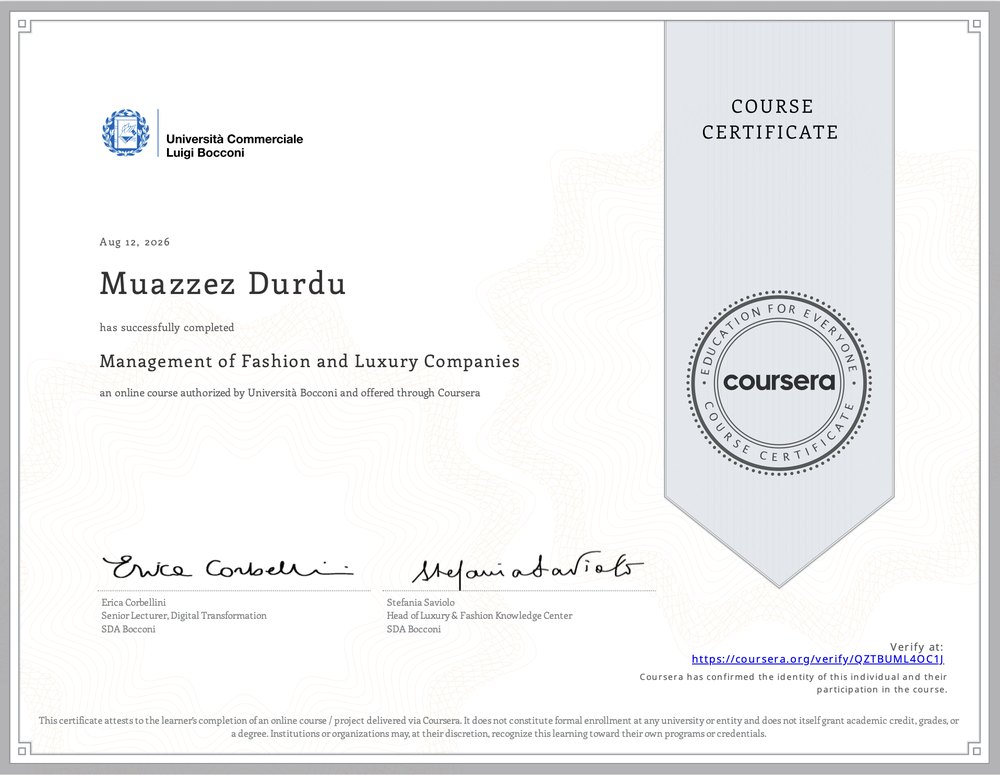 COURSE
CERTIFICATE
Università Commerciale
Luigi Bocconi
Aug 12, 2026
Muazzez Durdu
has successfully completed
Management of Fashion and Luxury Companies
an online course authorized by Università Bocconi and offered through Coursera
EDUCATION FOR EVERYONE
coursera
COURSE CERTIFICATE
Erica Corbellini
Stefania Saviolo
Erica Corbellini
Senior Lecturer, Digital Transformation
SDA Bocconi
Stefania Saviolo
Head of Luxury & Fashion Knowledge Center
SDA Bocconi
Verify at:
https://coursera.org/verify/QZTBUML4OC1J
Coursera has confirmed the identity of this individual and their
participation in the course.
This certificate attests to the learner's completion of an online course / project delivered via Coursera. It does not constitute formal enrollment at any university or entity and does not itself grant academic credit, grades, or
a degree. Institutions or organizations may, at their discretion, recognize this learning toward their own programs or credentials.